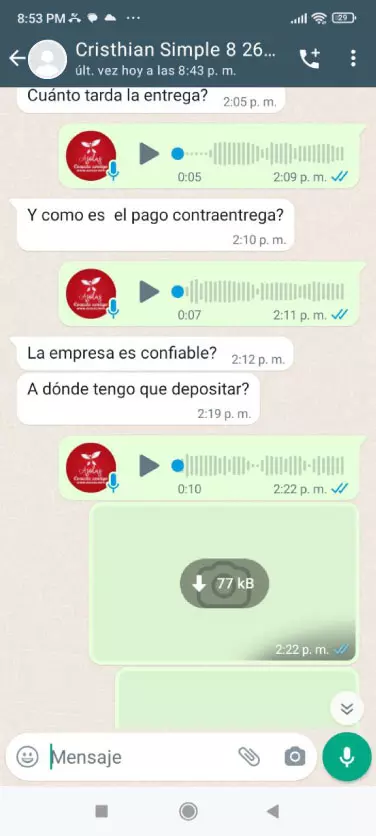 8:53 PM
29
Cristhian Simple 8 26...
últ. vez hoy a las 8:43 p. m.
Cuánto tarda la entrega?
2:05 p. m.
0:05
2:09 p. m.
Y como es el pago contraentrega?
2:10 p. m.
0:07
2:11 p. m.
La empresa es confiable?
2:12 p. m.
A dónde tengo que depositar?
2:19 p. m.
0:10
2:22 p. m.
77 kB
2:22 p. m.
Mensaje